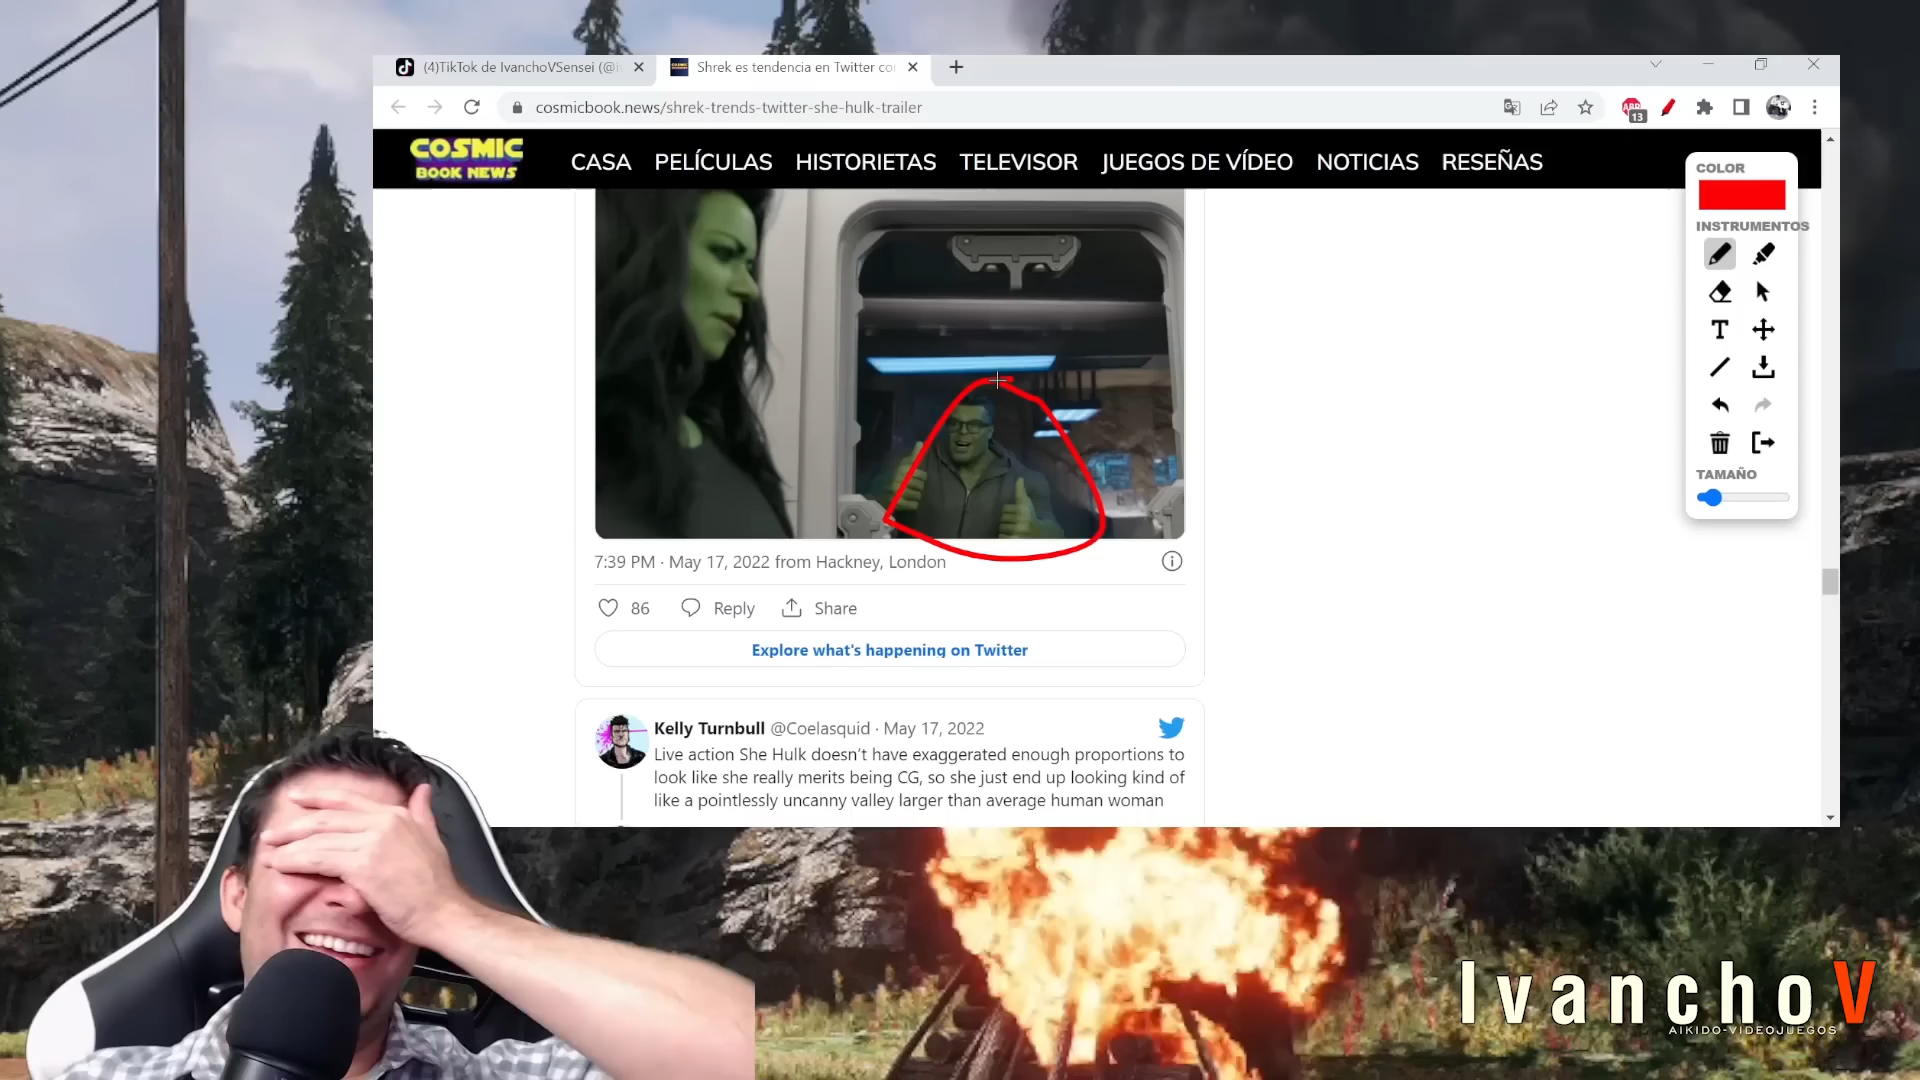 (4)TikTok de IvanchoVSensei (@i
Shrek es tendencia en Twitter co
cosmicbook.news/shrek-trends-twitter-she-hulk-trailer
ABP
13
COSMIC
BOOK NEWS
CASA PELÍCULAS HISTORIETAS TELEVISOR JUEGOS DE VÍDEO NOTICIAS RESEÑAS
COLOR
INSTRUMENTOS
T
TAMAÑO
7:39 PM · May 17, 2022 from Hackney, London
86 Reply Share
Explore what's happening on Twitter
Kelly Turnbull @Coelasquid · May 17, 2022
Live action She Hulk doesn't have exaggerated enough proportions to
look like she really merits being CG, so she just end up looking kind of
like a pointlessly uncanny valley larger than average human woman
IvanchoV
AIKIDO-VIDEOJUEGOS